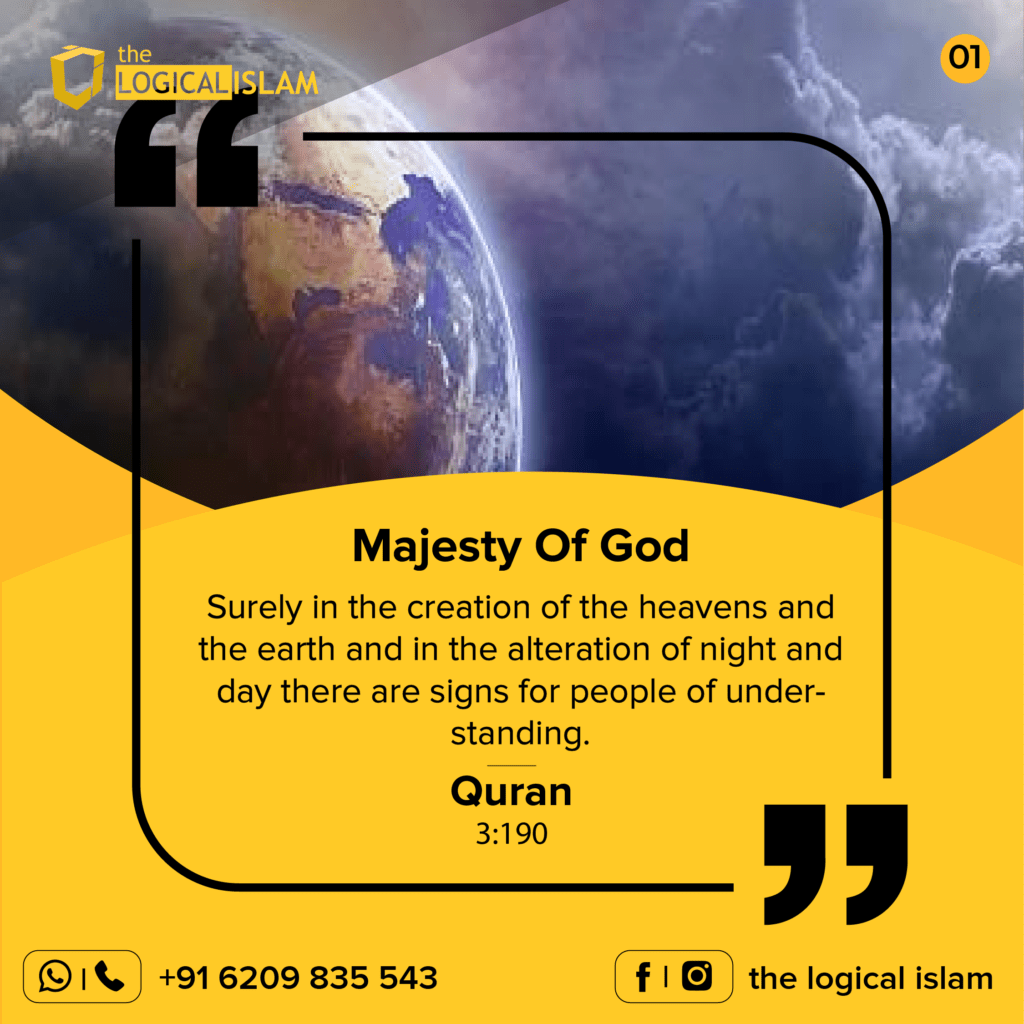 the
LOGICAL ISLAM
01
Majesty Of God
Surely in the creation of the heavens and
the earth and in the alteration of night and
day there are signs for people of under-
standing.
Quran
3:190
+91 6209 835 543
the logical islam